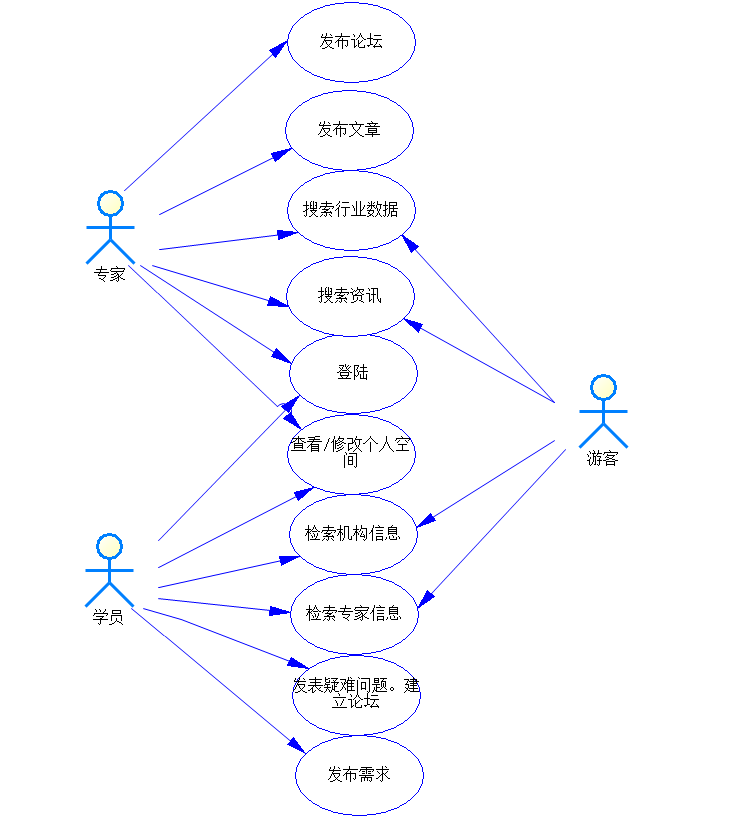 发布论坛
发布文章
搜索行业数据
专家
搜索资讯
登陆
查看/修改个人空
间
游客
检索机构信息
检索专家信息
学员
发表疑难问题。建
立论坛
发布需求